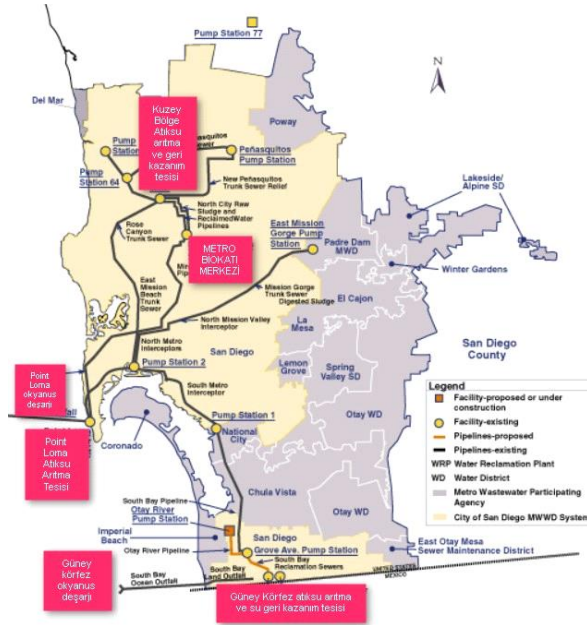 Pump Station 77
N
Del Mar
Poway
Kuzey
Bölge
Atıksu
arıtma
ve geri
kazanım
tesisi
Pump
Station
Peñasquitos
Pump Station
Pump
Station 64
New Peñasquitos
Trunk Sewer Relief
North City Raw
Sludge and
ReclaimedWater
Pipelines
Rose
Canyon
Trunk Sewer
East Mission
Gorge Pump
Station
Lakeside/
Alpine SD
Padre Dam
MWD
Winter Gardens
METRO
BIOKATI
MERKEZİ
El Cajon
East
Mission
Beach
Trunk
Sewer
Mission Gorge
Trunk Sewer
Digested Sludge
La
Mesa
North Mission Valley
Interceptor
North Metro
Interceptors
San Diego
Lemon
Grove
Spring
Valley SD
San Diego
County
Pump Station 2
Point
Loma
okyanus
deşarjı
South Metro
Interceptor
Otay WD
Pump Station 1
National
City
Coronado
Point
Loma
Atıksu
Arıtma
Tesisi
Legend
Facility-proposed or under
construction
Facility-existing
Pipelines-proposed
Pipelines-existing
WRP Water Reclamation Plant
WD Water District
Metro Wastewater Participating
Agency
City of San Diego MWWD System
Chula Vista
South Bay Pipeline
Otay River
Pump Station
Otay WD
Imperial
Beach
San Diego
Grove Ave. Pump Station
Otay River Pipeline
South Bay
Reclamation Sewers
East Otay Mesa
Sewer Maintenance District
Güney
körfez
okyanus
deşarjı
South Bay
Ocean Outfall
South Bay
Land Outfall
UNITED STATES
MEXICO
Güney Körfez atıksu arıtma
ve su geri kazanım tesisi